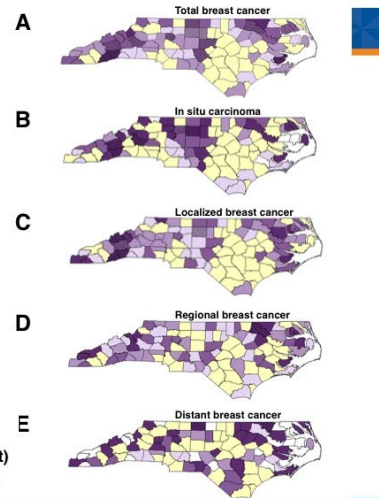 A
Total breast cancer
B
In situ carcinoma
C
Localized breast cancer
D
Regional breast cancer
E
Distant breast cancer
t)